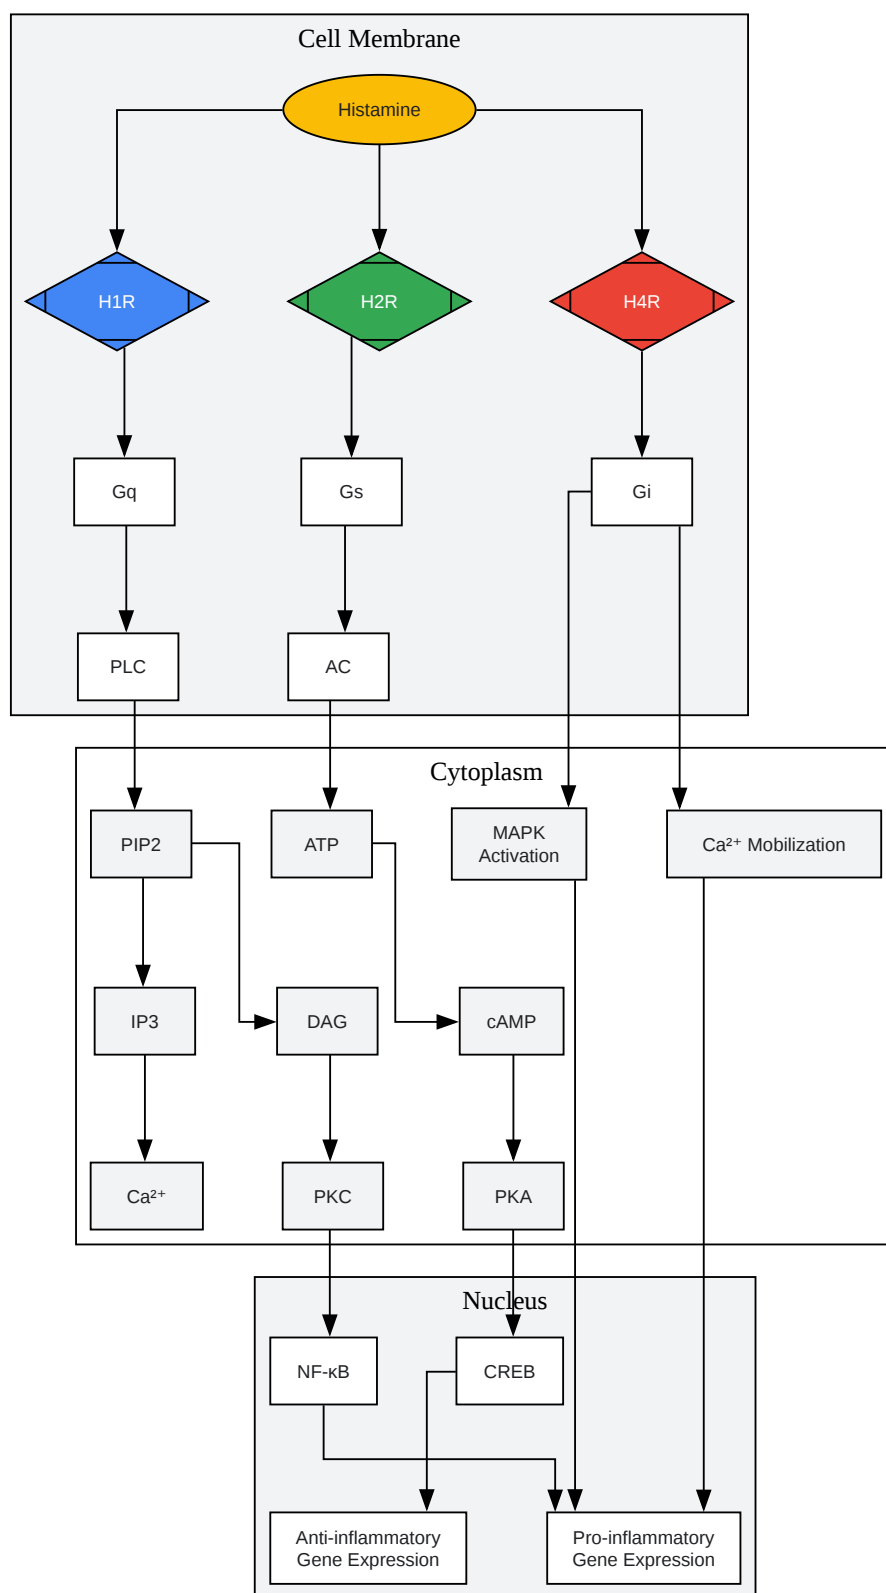 Cell Membrane
Histamine
H1R
H2R
H4R
Gq
Gs
Gi
PLC
AC
Cytoplasm
PIP2
ATP
MAPK
Activation
Ca²⁺ Mobilization
IP3
DAG
cAMP
Ca²⁺
PKC
PKA
Nucleus
NF-κB
CREB
Anti-inflammatory
Gene Expression
Pro-inflammatory
Gene Expression